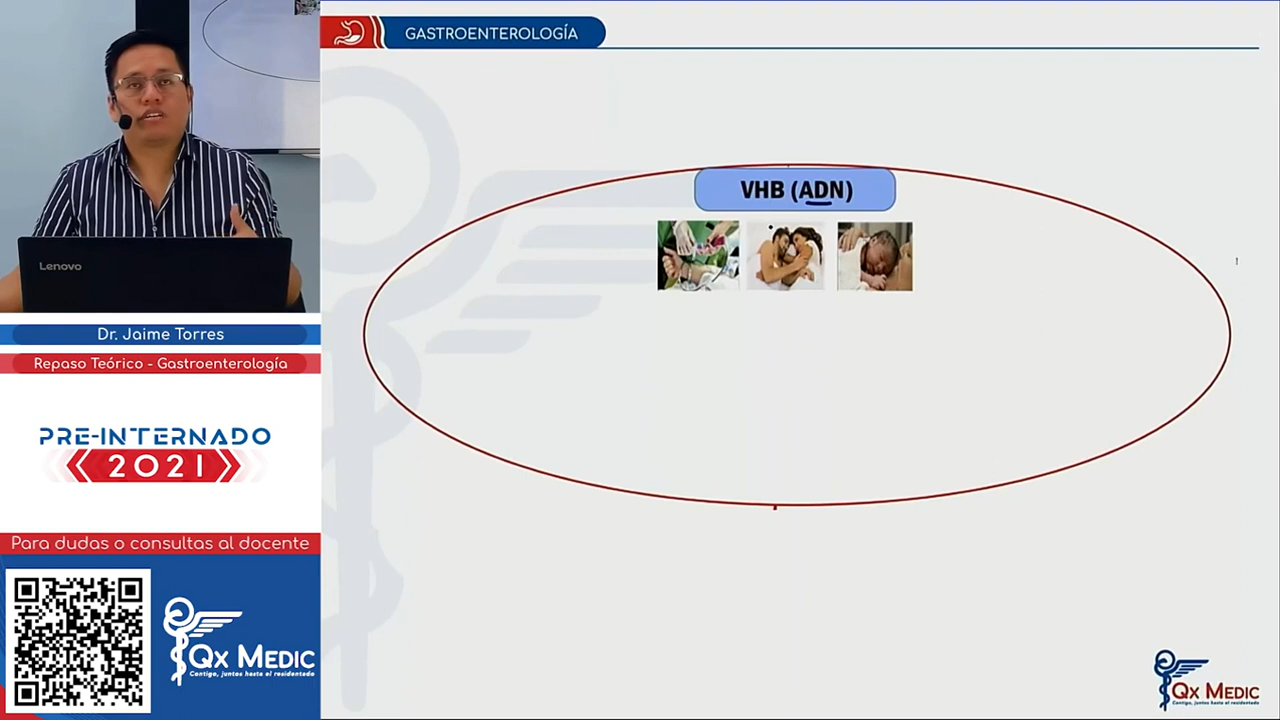 GASTROENTEROLOGÍA
VHB (ADN)
Lenovo
Dr. Jaime Torres
Repaso Teórico - Gastroenterología
PRE-INTERNADO
2021
Para dudas o consultas al docente
Qx MEDIC
Contigo, juntos hasta el residentado
Qx MEDIC
Contigo, juntos hasta el residentado